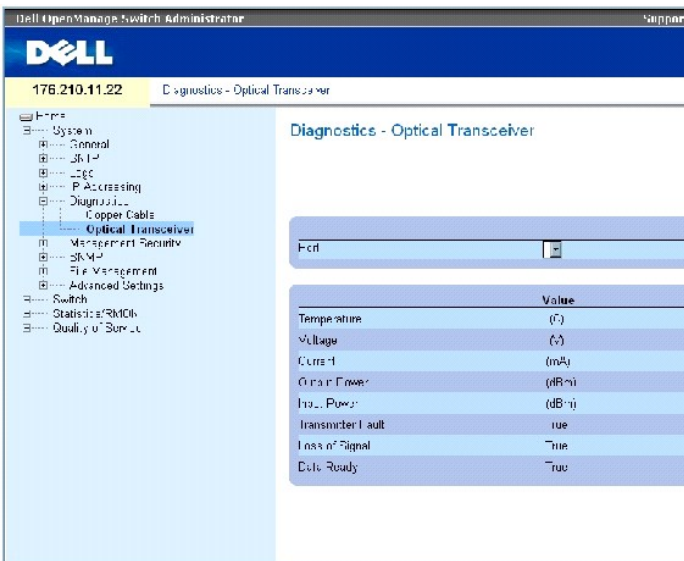 Dell OpenManage Switch Administrator
Suppor
DELL
176.210.11.22
Diagnostics - Optical Transceiver
Home
System
General
SNTP
Logs
IP Addressing
Diagnostics
Copper Cable
Optical Transceiver
Management Security
SNMP
File Management
Advanced Settings
Switch
Statistics/RMON
Quality of Service
Diagnostics - Optical Transceiver
Port
Value
Temperature (C)
Voltage (V)
Current (mA)
Output Power (dBm)
Input Power (dBm)
Transmitter Fault True
Loss of Signal True
Data Ready True